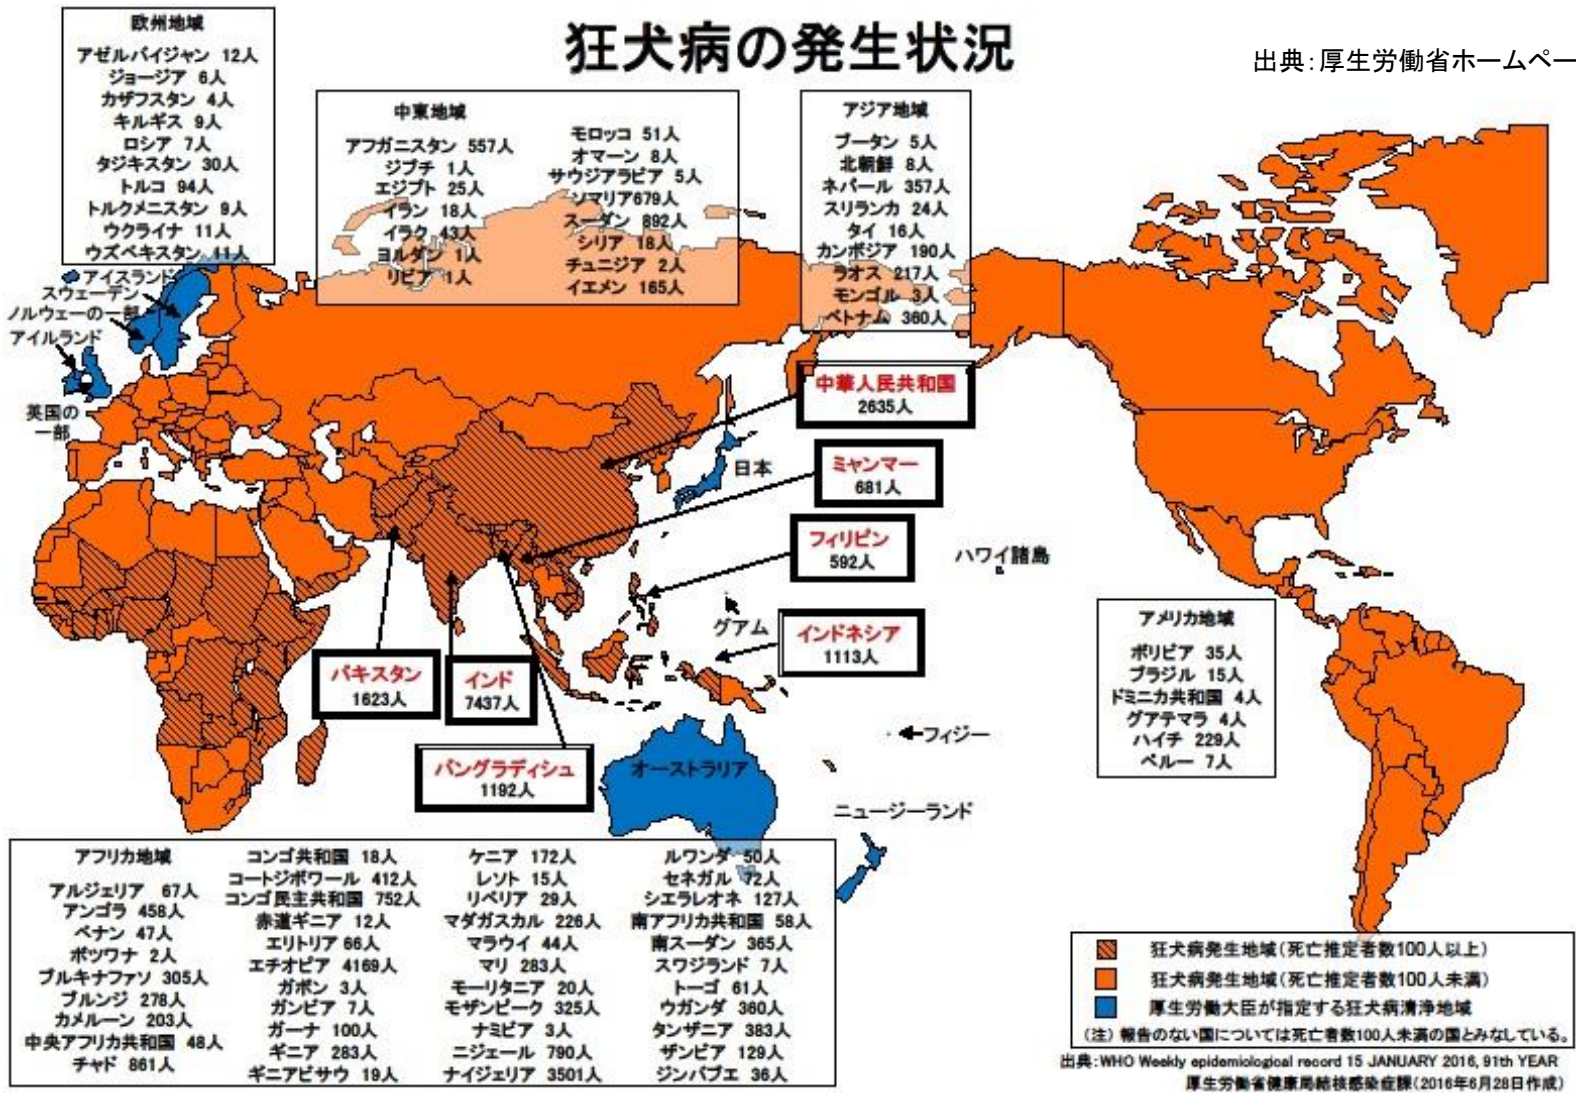 狂犬病の発生状況
出典：厚生労働省ホームペー
欧州地域
アゼルバイジャン 12人
ジョージア 6人
カザフスタン 4人
キルギス 9人
ロシア 7人
タジキスタン 30人
トルコ 94人
トルクメニスタン 9人
ウクライナ 11人
ウズベキスタン 11人
中東地域
アフガニスタン 557人
ジブチ 1人
エジプト 25人
イラン 18人
イラク 43人
ヨルダン 1人
リビア 1人
モロッコ 51人
オマーン 8人
サウジアラビア 5人
ソマリア679人
スーダン 892人
シリア 18人
チュニジア 2人
イエメン 165人
アジア地域
ブータン 5人
北朝鮮 8人
ネパール 357人
スリランカ 24人
タイ 16人
カンボジア 190人
ラオス 217人
モンゴル 3人
ベトナム 360人
アイスランド
スウェーデン
ノルウェーの一部
アイルランド
英国の
一部
中華人民共和国
2635人
日本
ミャンマー
681人
フィリピン
592人
ハワイ諸島
グアム
インドネシア
1113人
パキスタン
1623人
インド
7437人
バングラディシュ
1192人
オーストラリア
フィジー
ニュージーランド
アメリカ地域
ボリビア 35人
ブラジル 15人
ドミニカ共和国 4人
グアテマラ 4人
ハイチ 229人
ペルー 7人
アフリカ地域
アルジェリア 67人
アンゴラ 458人
ベナン 47人
ボツワナ 2人
ブルキナファソ 305人
ブルンジ 278人
カメルーン 203人
中央アフリカ共和国 48人
チャド 861人
コンゴ共和国 18人
コートジボワール 412人
コンゴ民主共和国 752人
赤道ギニア 12人
エリトリア 66人
エチオピア 4169人
ガボン 3人
ガンビア 7人
ガーナ 100人
ギニア 283人
ギニアビサウ 19人
ケニア 172人
レソト 15人
リベリア 29人
マダガスカル 226人
マラウイ 44人
マリ 283人
モーリタニア 20人
モザンビーク 325人
ナミビア 3人
ニジェール 790人
ナイジェリア 3501人
ルワンダ 50人
セネガル 72人
シエラレオネ 127人
南アフリカ共和国 58人
南スーダン 365人
スワジランド 7人
トーゴ 61人
ウガンダ 360人
タンザニア 383人
ザンビア 129人
ジンバブエ 36人
狂犬病発生地域（死亡推定者数100人以上）
狂犬病発生地域（死亡推定者数100人未満）
厚生労働大臣が指定する狂犬病清浄地域
（注） 報告のない国については死亡者数100人未満の国とみなしている。
出典：WHO Weekly epidemiological record 15 JANUARY 2016, 91th YEAR
厚生労働省健康局結核感染症課（2016年6月28日作成）